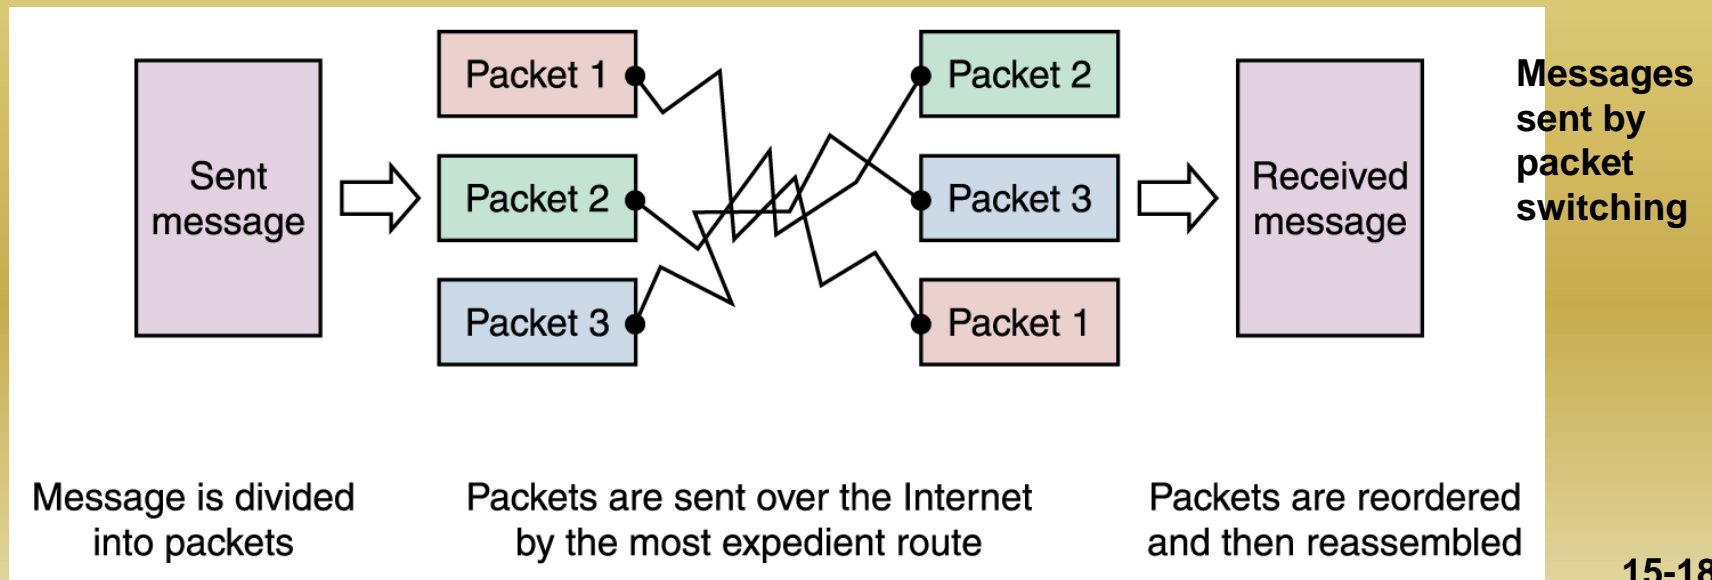 Sent
message
Packet 1
Packet 2
Packet 3
Packet 2
Packet 3
Packet 1
Received
message
Messages
sent by
packet
switching
Message is divided
into packets
Packets are sent over the Internet
by the most expedient route
Packets are reordered
and then reassembled
15-18